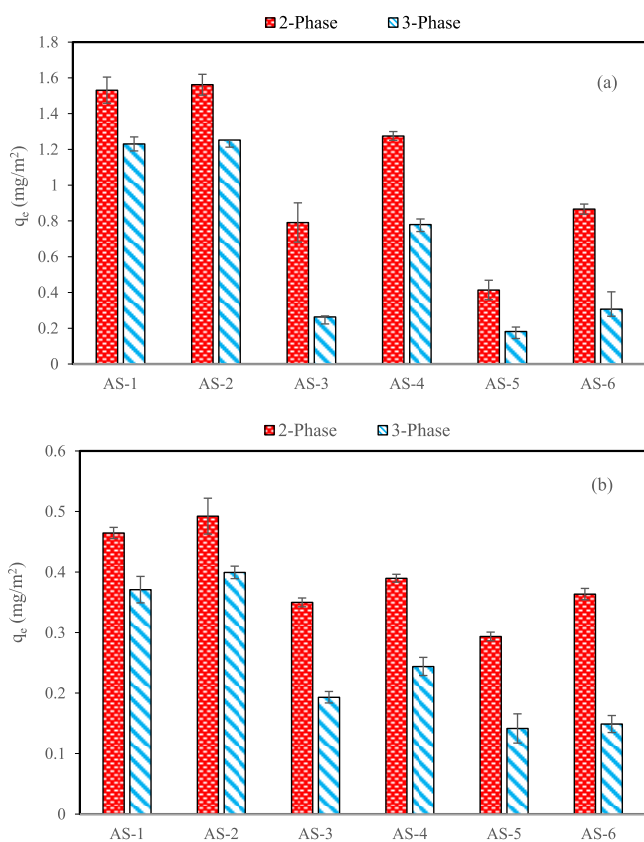 2-Phase 3-Phase
(a)
qe (mg/m²)
1.8
1.6
1.4
1.2
1
0.8
0.6
0.4
0.2
0
AS-1 AS-2 AS-3 AS-4 AS-5 AS-6
2-Phase 3-Phase
(b)
qe (mg/m²)
0.6
0.5
0.4
0.3
0.2
0.1
0
AS-1 AS-2 AS-3 AS-4 AS-5 AS-6